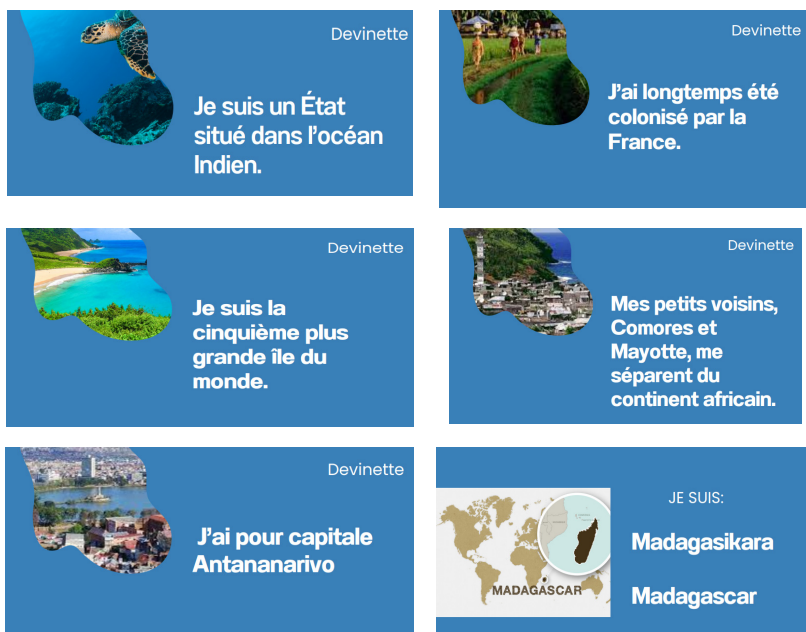 Devinette
Je suis un État
situé dans l'océan
Indien.
Devinette
J'ai longtemps été
colonisé par la
France.
Devinette
Je suis la
cinquième plus
grande île du
monde.
Devinette
Mes petits voisins,
Comores et
Mayotte, me
séparent du
continent africain.
Devinette
J'ai pour capitale
Antananarivo
JE SUIS:
Madagasikara
Madagascar
MADAGASCAR